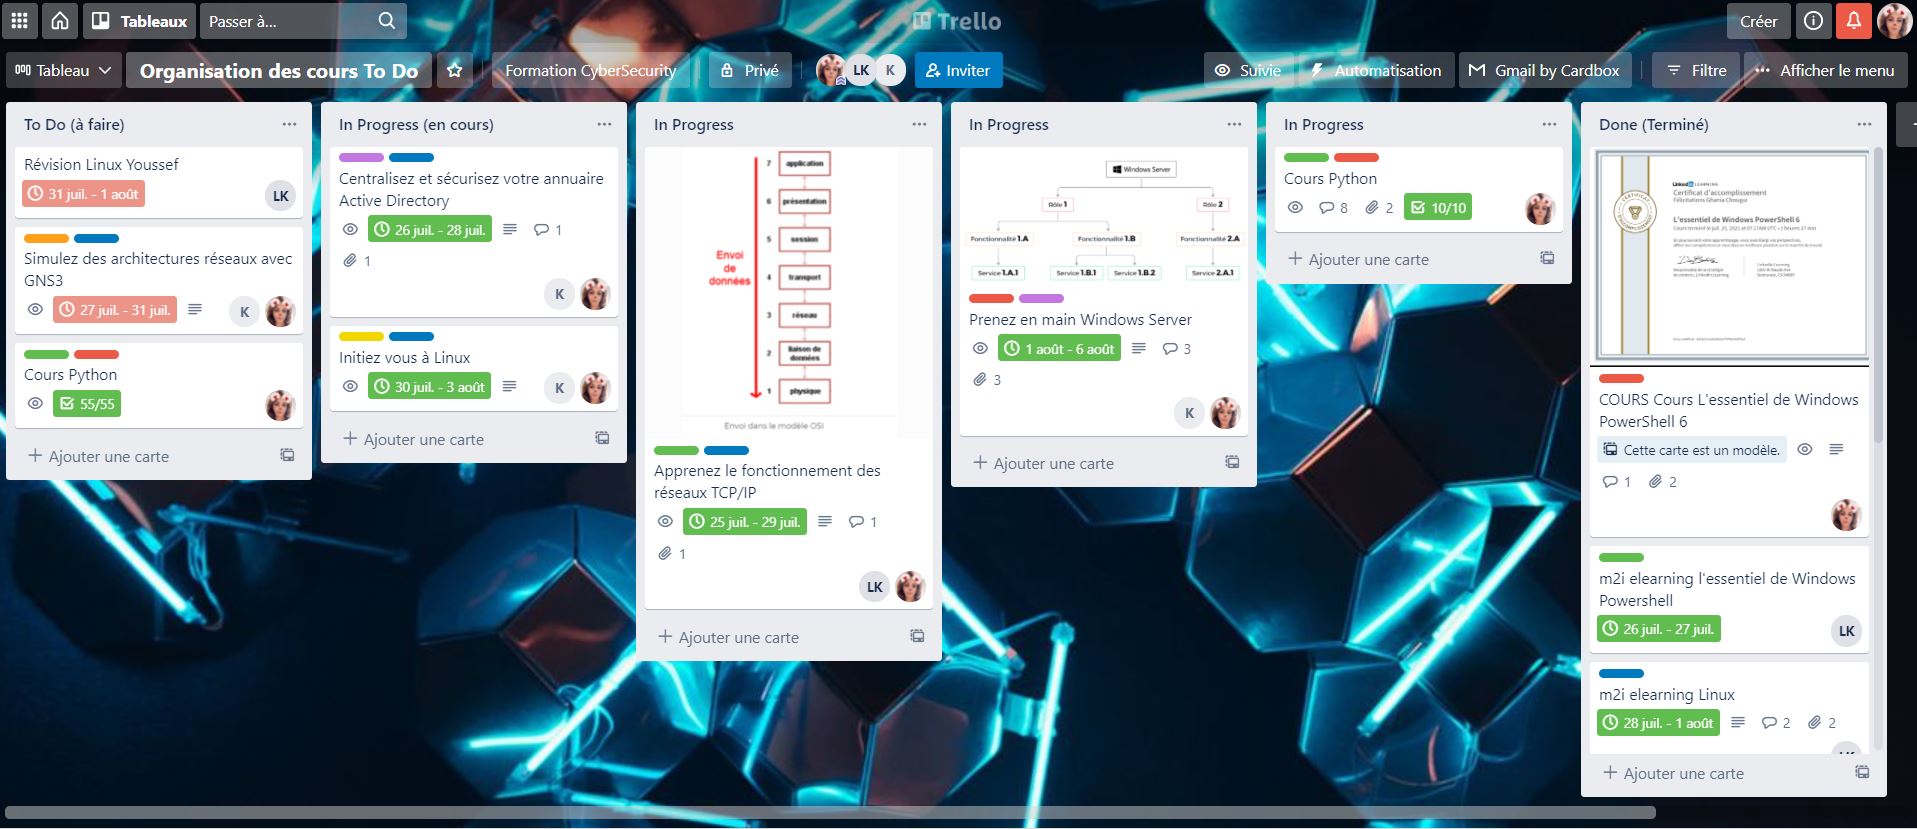 Tableaux
Passer à...
Trello
Créer
Tableau
Organisation des cours To Do
Formation CyberSecurity
Privé
LK
K
Inviter
Suivie
Automatisation
Gmail by Cardbox
Filtre
Afficher le menu
To Do (à faire)
Révision Linux Youssef
31 juil. - 1 août
LK
Simulez des architectures réseaux avec
GNS3
27 juil. - 31 juil.
K
Cours Python
55/55
Ajouter une carte
In Progress (en cours)
Centralisez et sécurisez votre annuaire
Active Directory
26 juil. - 28 juil.
1
1
K
Initiez vous à Linux
30 juil. - 3 août
K
Ajouter une carte
In Progress
7 application
6 présentation
5 session
Envoi
de
données
4 transport
3 réseau
2 liaison de
données
1 physique
Envoi dans le modèle OSI
Apprenez le fonctionnement des
réseaux TCP/IP
25 juil. - 29 juil.
1
1
LK
Ajouter une carte
In Progress
Windows Server
Rôle 1
Rôle 2
Fonctionnalité 1.A
Fonctionnalité 1.B
Fonctionnalité 2.A
Service 1.A.1
Service 1.B.1
Service 1.B.2
Service 2.A.1
Prenez en main Windows Server
1 août - 6 août
3
3
K
Ajouter une carte
In Progress
Cours Python
8
2
10/10
Ajouter une carte
Done (Terminé)
Linked in LEARNING
Certificat d'accomplissement
Félicitations Ghania Chougui
L'essentiel de Windows PowerShell 6
COURS Cours L'essentiel de Windows
PowerShell 6
Cette carte est un modèle.
1
2
m2i elearning l'essentiel de Windows
Powershell
26 juil. - 27 juil.
LK
m2i elearning Linux
28 juil. - 1 août
2
2
Ajouter une carte